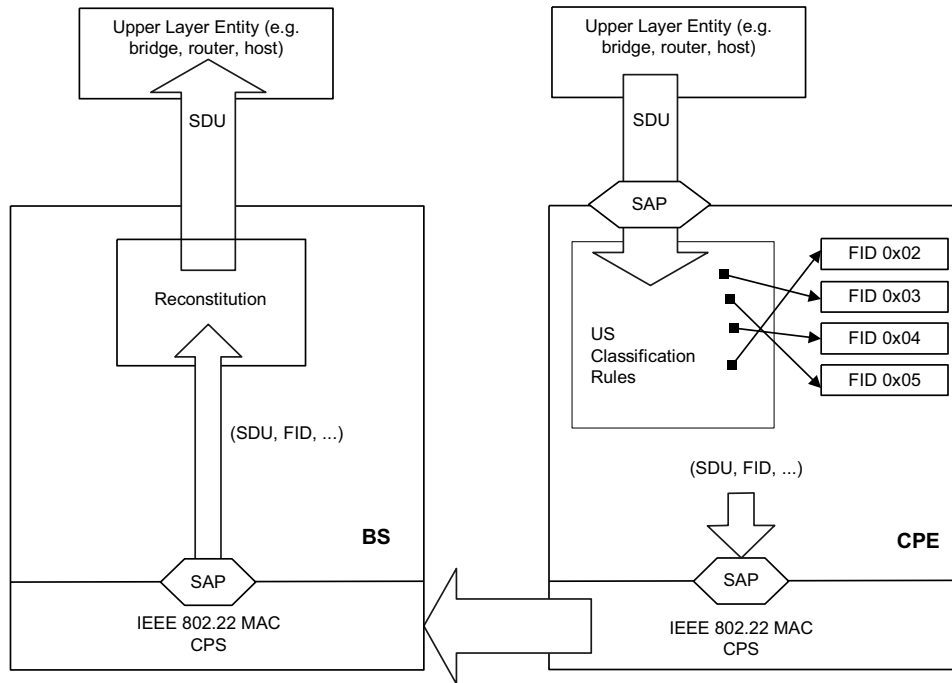 Upper Layer Entity (e.g.
bridge, router, host)
SDU
Reconstitution
(SDU, FID, ...)
BS
SAP
IEEE 802.22 MAC
CPS
Upper Layer Entity (e.g.
bridge, router, host)
SDU
SAP
US
Classification
Rules
FID 0x02
FID 0x03
FID 0x04
FID 0x05
(SDU, FID, ...)
CPE
SAP
IEEE 802.22 MAC
CPS